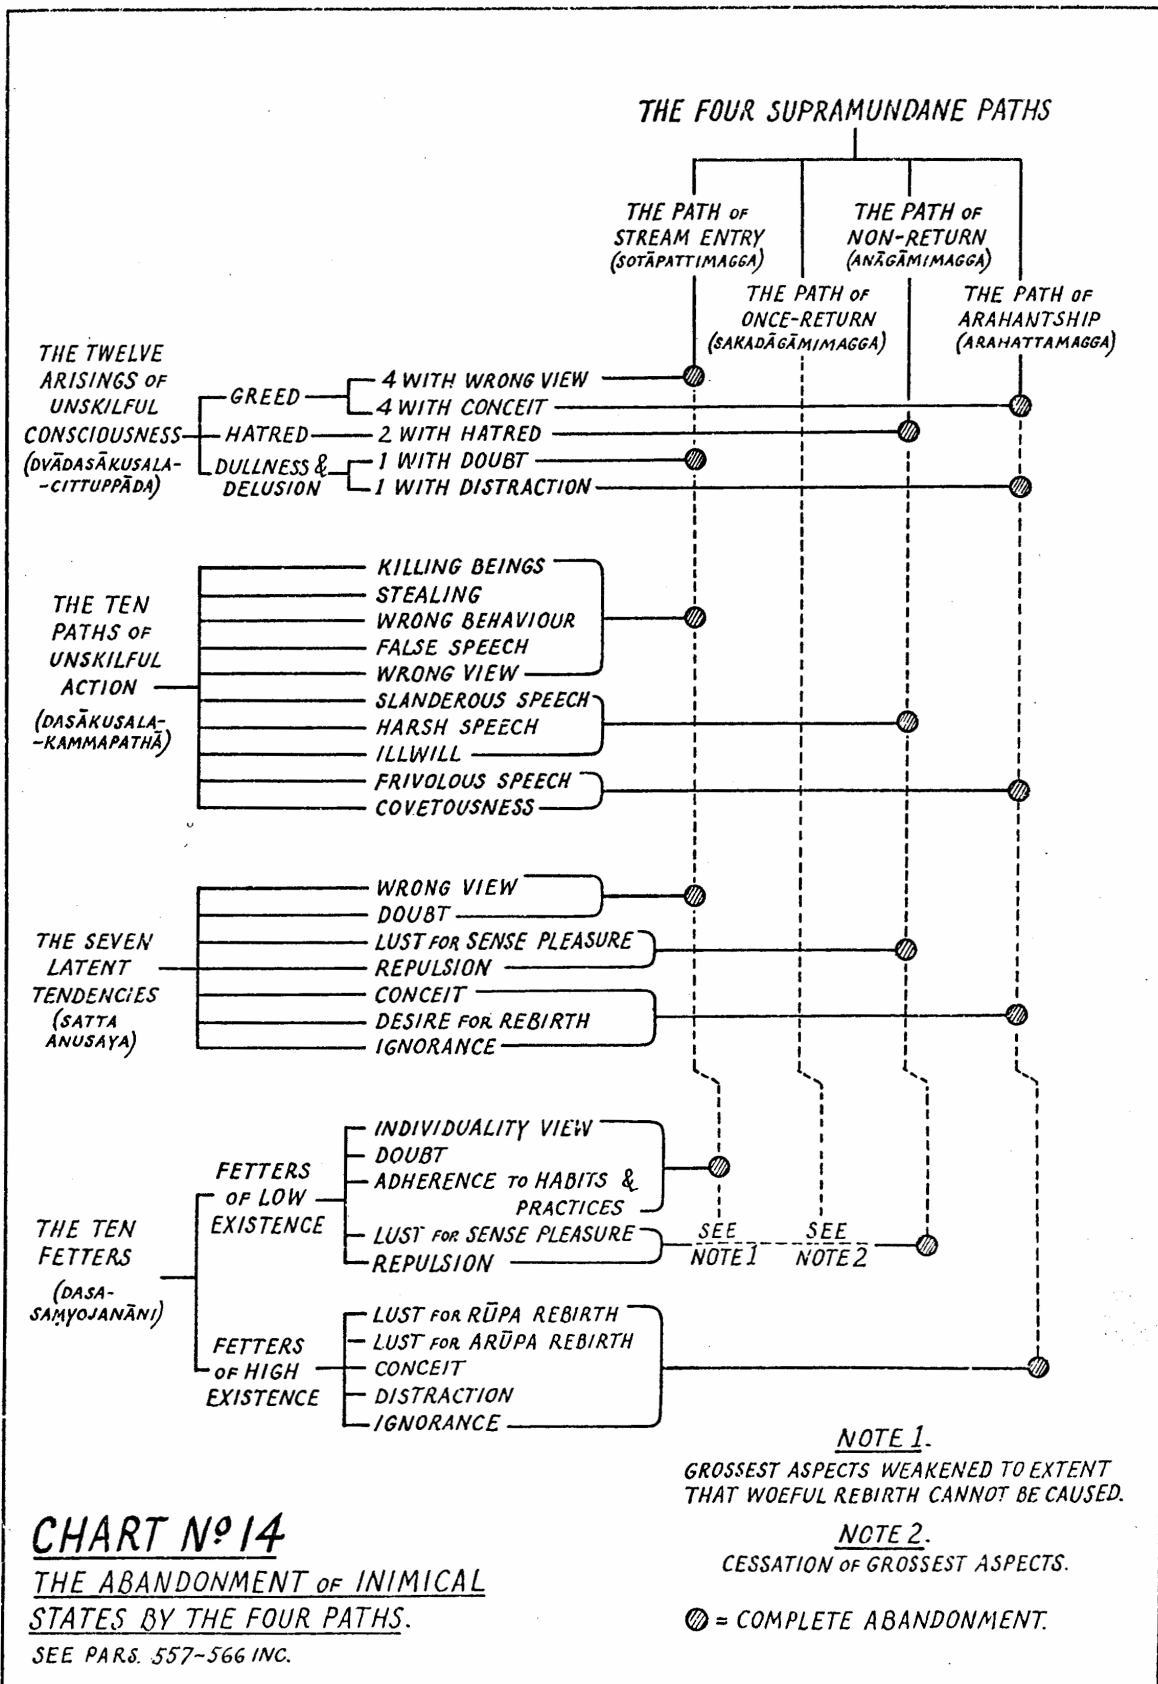 THE FOUR SUPRAMUNDANE PATHS
THE PATH OF
STREAM ENTRY
(SOTĀPATTIMAGGA)
THE PATH OF
NON-RETURN
(ANĀGĀMIMAGGA)
THE PATH OF
ONCE-RETURN
(SAKADĀGĀMIMAGGA)
THE PATH OF
ARAHANTSHIP
(ARAHATTAMAGGA)
THE TWELVE
ARISINGS OF
UNSKILFUL
CONSCIOUSNESS
(DVĀDASĀKUSALA-
-CITTUPPĀDA)
GREED
HATRED
DULLNESS &
DELUSION
4 WITH WRONG VIEW
4 WITH CONCEIT
2 WITH HATRED
1 WITH DOUBT
1 WITH DISTRACTION
THE TEN
PATHS OF
UNSKILFUL
ACTION
(DASĀKUSALA-
-KAMMAPATHĀ)
KILLING BEINGS
STEALING
WRONG BEHAVIOUR
FALSE SPEECH
WRONG VIEW
SLANDEROUS SPEECH
HARSH SPEECH
ILLWILL
FRIVOLOUS SPEECH
COVETOUSNESS
THE SEVEN
LATENT
TENDENCIES
(SATTA
ANUSAYA)
WRONG VIEW
DOUBT
LUST FOR SENSE PLEASURE
REPULSION
CONCEIT
DESIRE FOR REBIRTH
IGNORANCE
THE TEN
FETTERS
(DASA-
SAṂYOJANĀNI)
FETTERS
OF LOW
EXISTENCE
INDIVIDUALITY VIEW
DOUBT
ADHERENCE TO HABITS &
PRACTICES
LUST FOR SENSE PLEASURE
REPULSION
SEE
NOTE 1
SEE
NOTE 2
FETTERS
OF HIGH
EXISTENCE
LUST FOR RŪPA REBIRTH
LUST FOR ARŪPA REBIRTH
CONCEIT
DISTRACTION
IGNORANCE
NOTE 1.
GROSSEST ASPECTS WEAKENED TO EXTENT
THAT WOEFUL REBIRTH CANNOT BE CAUSED.
NOTE 2.
CESSATION OF GROSSEST ASPECTS.
= COMPLETE ABANDONMENT.
CHART Nº 14
THE ABANDONMENT OF INIMICAL
STATES BY THE FOUR PATHS.
SEE PARS. 557~566 INC.